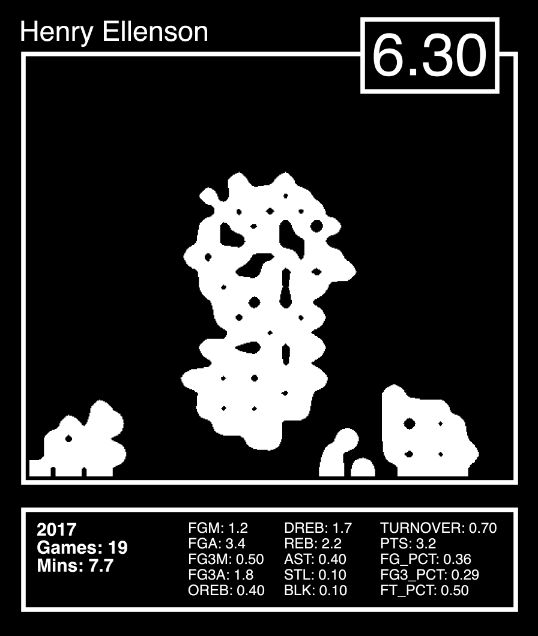 Henry Ellenson
6.30
2017
Games: 19
Mins: 7.7
FGM: 1.2
FGA: 3.4
FG3M: 0.50
FG3A: 1.8
OREB: 0.40
DREB: 1.7
REB: 2.2
AST: 0.40
STL: 0.10
BLK: 0.10
TURNOVER: 0.70
PTS: 3.2
FG_PCT: 0.36
FG3_PCT: 0.29
FT_PCT: 0.50